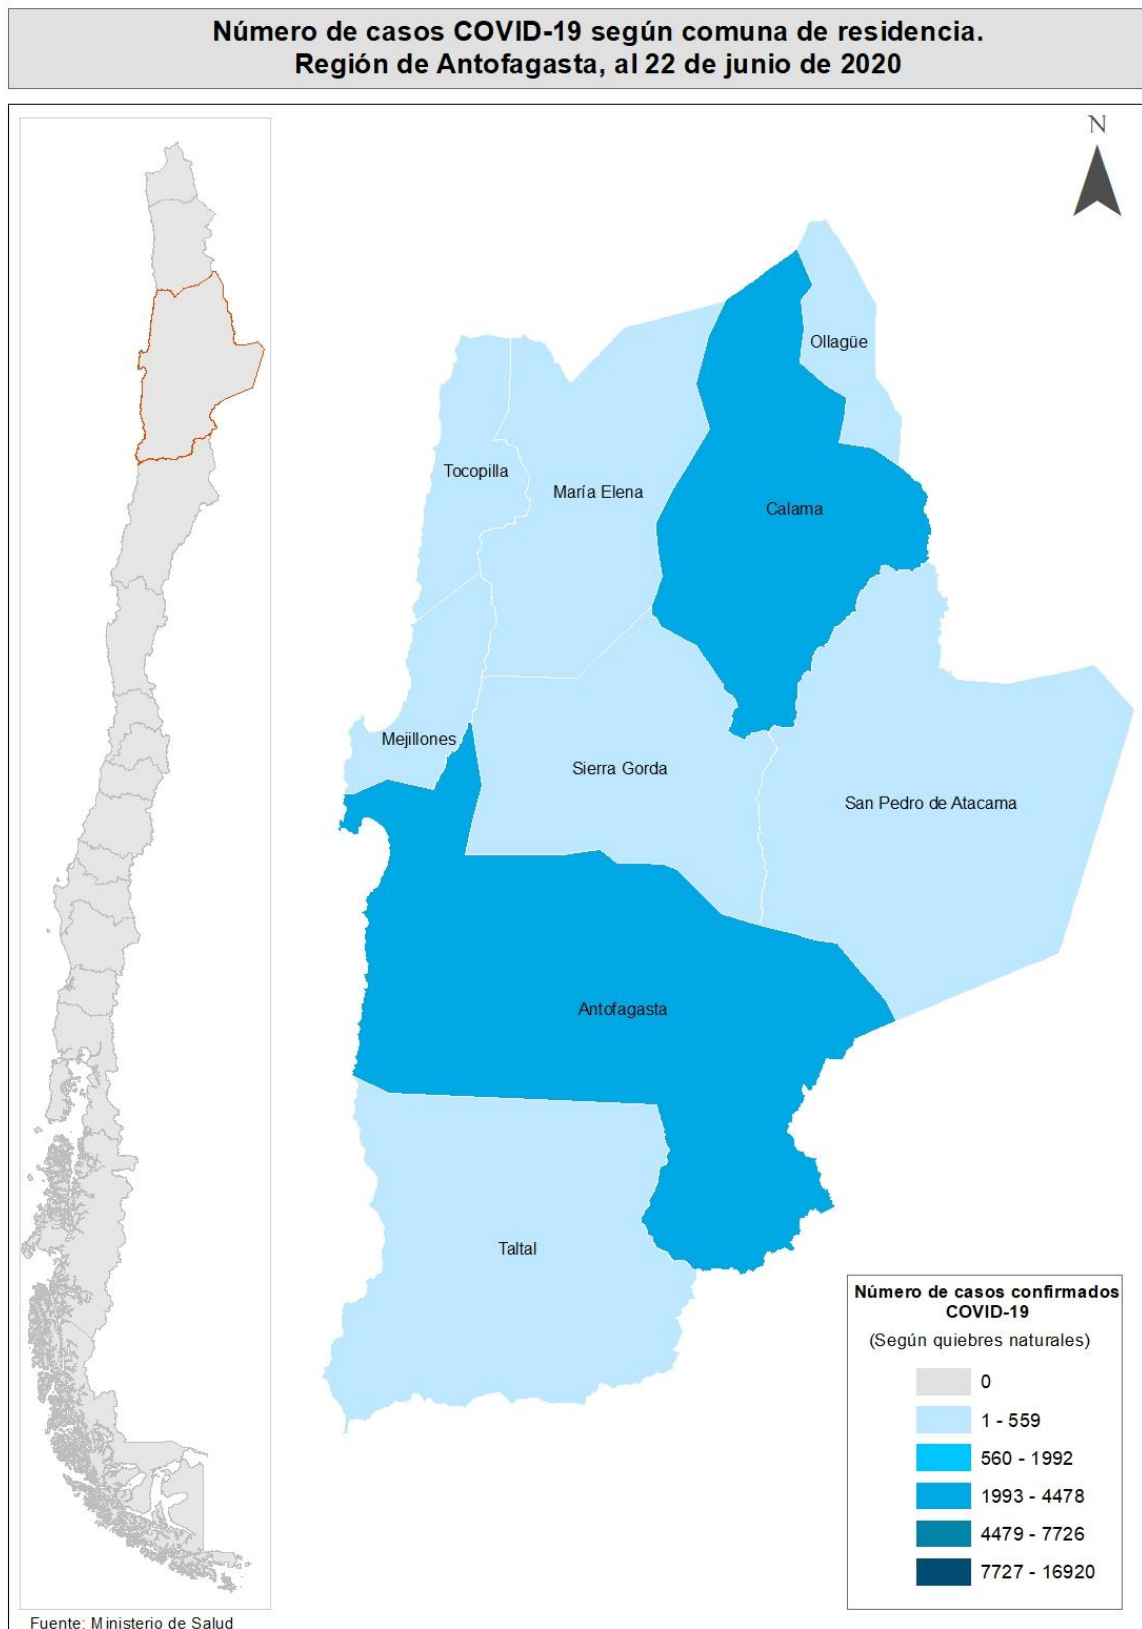 Número de casos COVID-19 según comuna de residencia.
Región de Antofagasta, al 22 de junio de 2020
N
Ollagüe
Tocopilla
María Elena
Calama
Mejillones
Sierra Gorda
San Pedro de Atacama
Antofagasta
Taltal
Número de casos confirmados
COVID-19
(Según quiebres naturales)
0
1 - 559
560 - 1992
1993 - 4478
4479 - 7726
7727 - 16920
Fuente: Ministerio de Salud